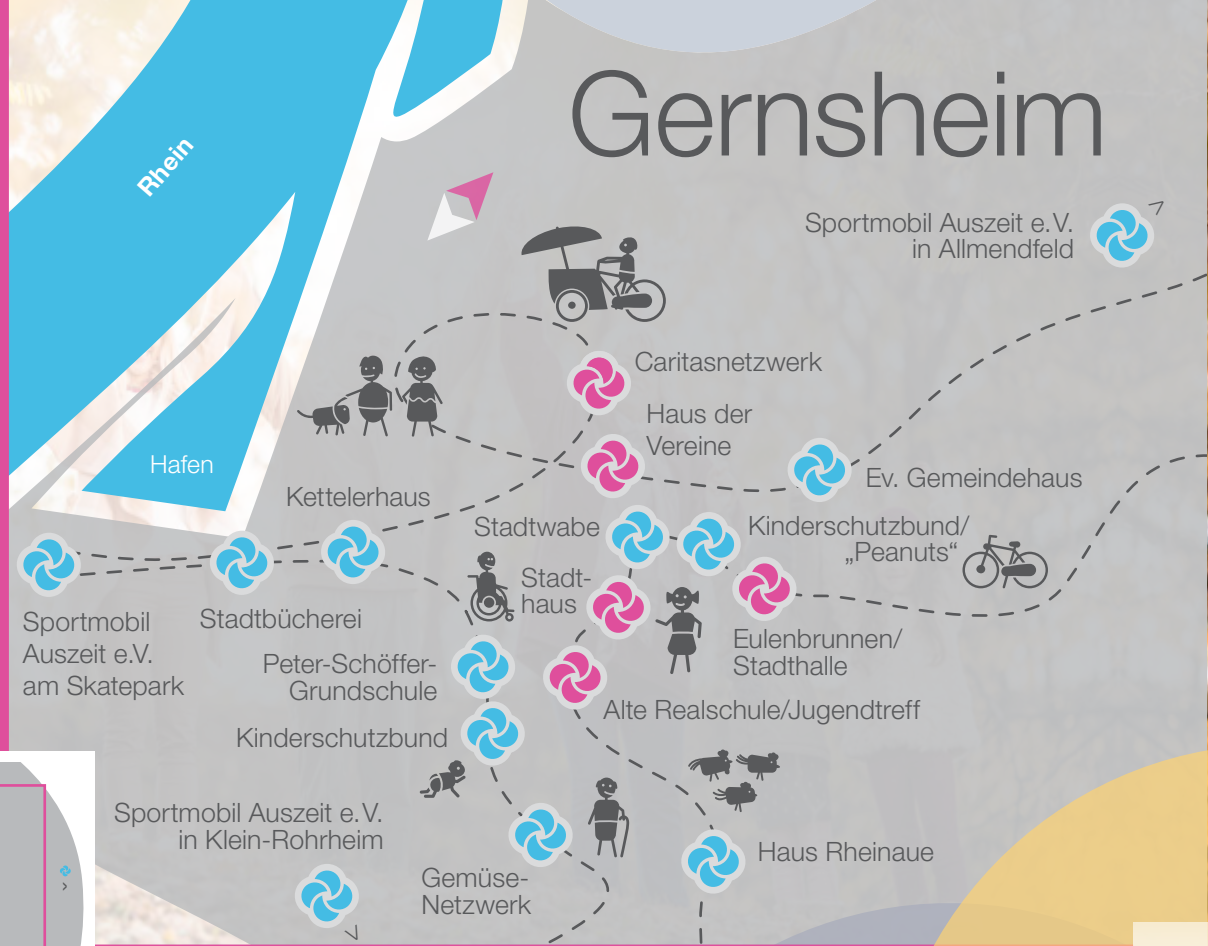 Gernsheim
Rhein
Sportmobil Auszeit e.V.
in Allmendfeld
Caritasnetzwerk
Haus der
Vereine
Hafen
Ev. Gemeindehaus
Kettelerhaus
Stadtwabe
Kinderschutzbund/
„Peanuts“
Stadt-
haus
Sportmobil
Auszeit e.V.
am Skatepark
Stadtbücherei
Eulenbrunnen/
Stadthalle
Peter-Schöffer-
Grundschule
Alte Realschule/Jugendtreff
Kinderschutzbund
Sportmobil Auszeit e.V.
in Klein-Rohrheim
Haus Rheinaue
Gemüse-
Netzwerk